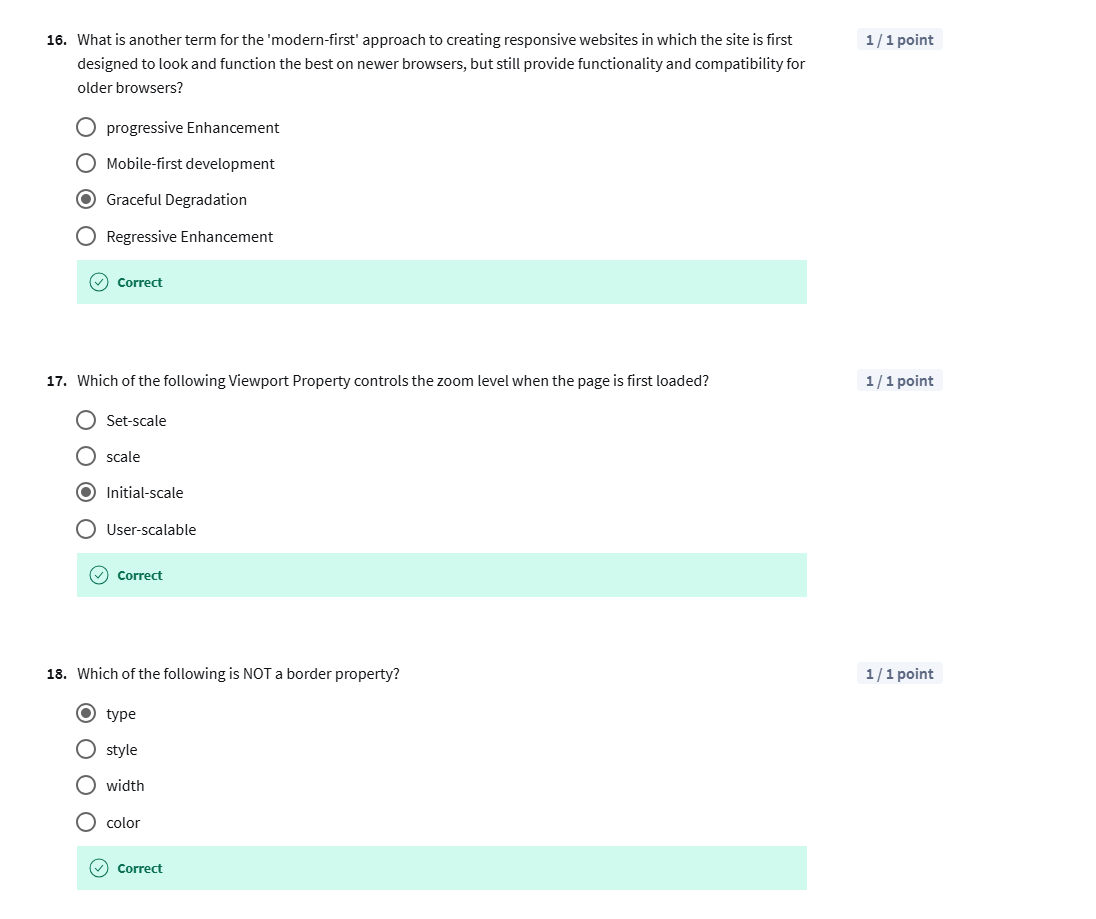 16. What is another term for the 'modern-first' approach to creating responsive websites in which the site is first 1 / 1 point
designed to look and function the best on newer browsers, but still provide functionality and compatibility for
older browsers?
progressive Enhancement
Mobile-first development
Graceful Degradation
Regressive Enhancement
Correct
17. Which of the following Viewport Property controls the zoom level when the page is first loaded? 1 / 1 point
Set-scale
scale
Initial-scale
User-scalable
Correct
18. Which of the following is NOT a border property? 1 / 1 point
type
style
width
color
Correct